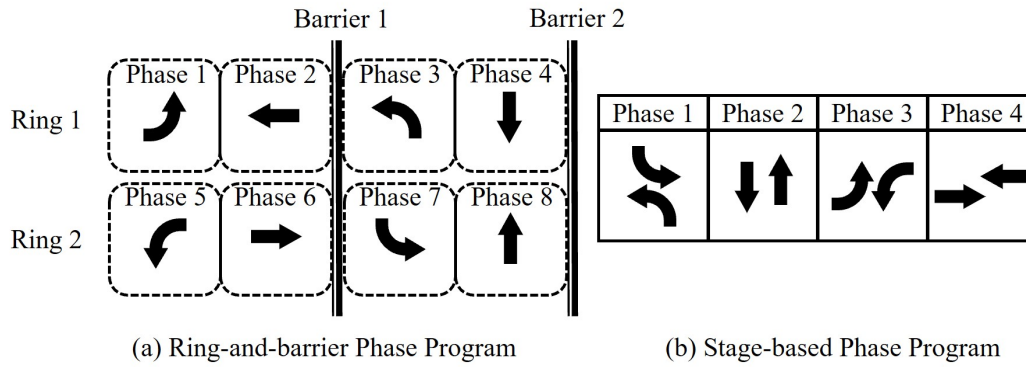 Barrier 1 Barrier 2
Phase 1 Phase 2 Phase 3 Phase 4
Ring 1
Phase 5 Phase 6 Phase 7 Phase 8
Ring 2
Phase 1 Phase 2 Phase 3 Phase 4
(a) Ring-and-barrier Phase Program
(b) Stage-based Phase Program